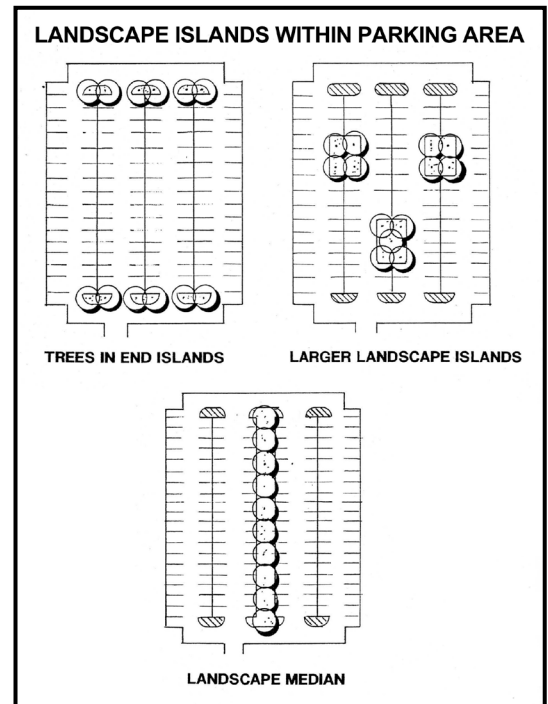 LANDSCAPE ISLANDS WITHIN PARKING AREA
TREES IN END ISLANDS
LARGER LANDSCAPE ISLANDS
LANDSCAPE MEDIAN